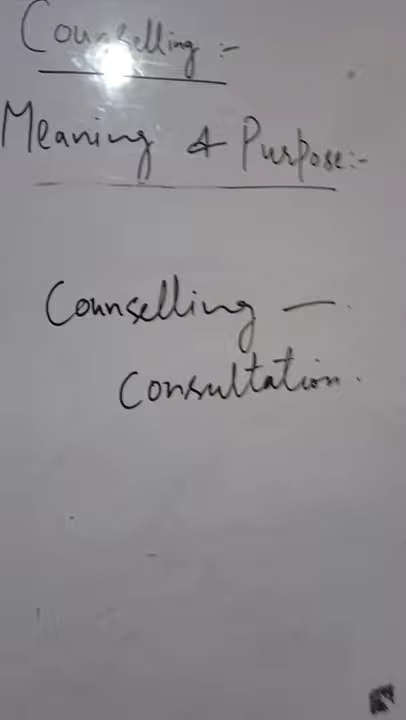 Counselling :-
Meaning & Purpose:-
Counselling —
Consultation.